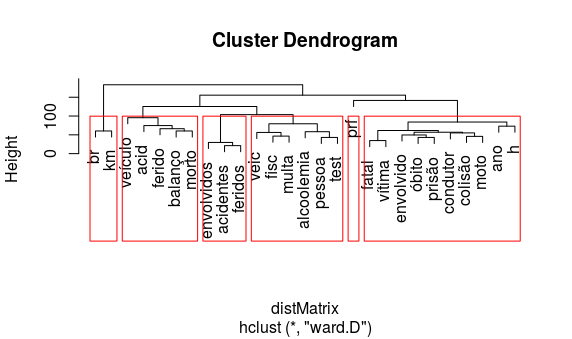 Cluster Dendrogram
Height
0
100
br
km
veículo
acid
ferido
balanço
morto
envolvidos
acidentes
feridos
veic
fisc
multa
alcoolemia
pessoa
test
prf
fatal
vítima
envolvido
óbito
prisão
condutor
colisão
moto
ano
h
distMatrix
hclust (*, "ward.D")